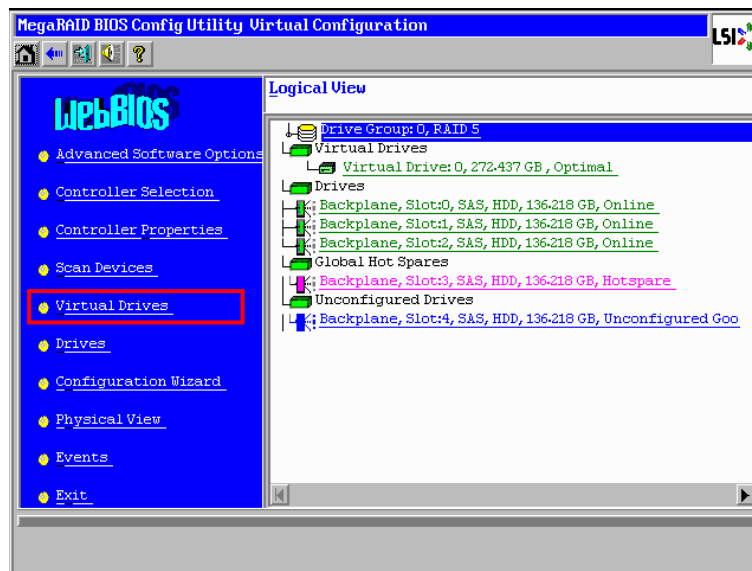 MegaRAID BIOS Config Utility Virtual Configuration
LSI
?
WebBIOS
Advanced Software Options
Controller Selection
Controller Properties
Scan Devices
Virtual Drives
Drives
Configuration Wizard
Physical View
Events
Exit
Logical View
Drive Group: 0, RAID 5
Virtual Drives
Virtual Drive: 0, 272.437 GB , Optimal
Drives
Backplane, Slot:0, SAS, HDD, 136.218 GB, Online
Backplane, Slot:1, SAS, HDD, 136.218 GB, Online
Backplane, Slot:2, SAS, HDD, 136.218 GB, Online
Global Hot Spares
Backplane, Slot:3, SAS, HDD, 136.218 GB, Hotspare
Unconfigured Drives
Backplane, Slot:4, SAS, HDD, 136.218 GB, Unconfigured Goo